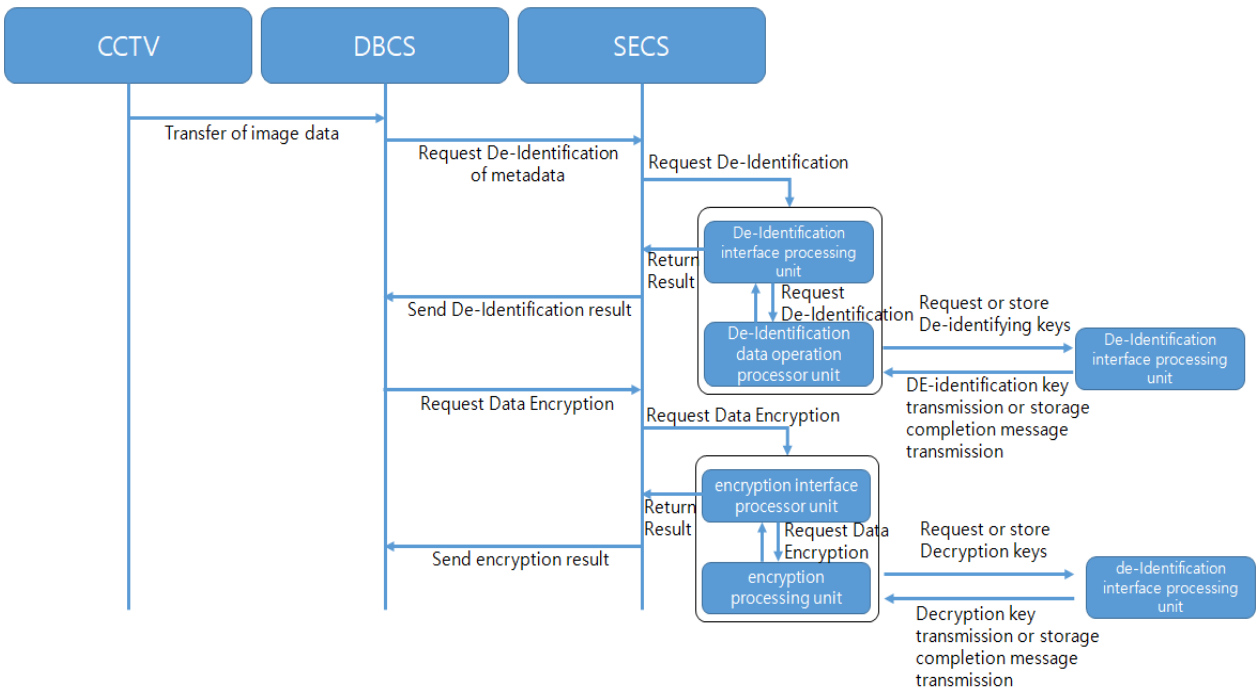 CCTV
DBCS
SECS
Transfer of image data
Request De-Identification
of metadata
Request De-Identification
De-Identification
interface processing
unit
Return
Result
Request
De-Identification
Send De-Identification result
De-Identification
data operation
processor unit
Request or store
De-identifying keys
De-Identification
interface processing
unit
DE-identification key
transmission or storage
completion message
transmission
Request Data Encryption
Request Data Encryption
encryption interface
processor unit
Return
Result
Request Data
Encryption
Send encryption result
encryption
processing unit
Request or store
Decryption keys
de-Identification
interface processing
unit
Decryption key
transmission or storage
completion message
transmission